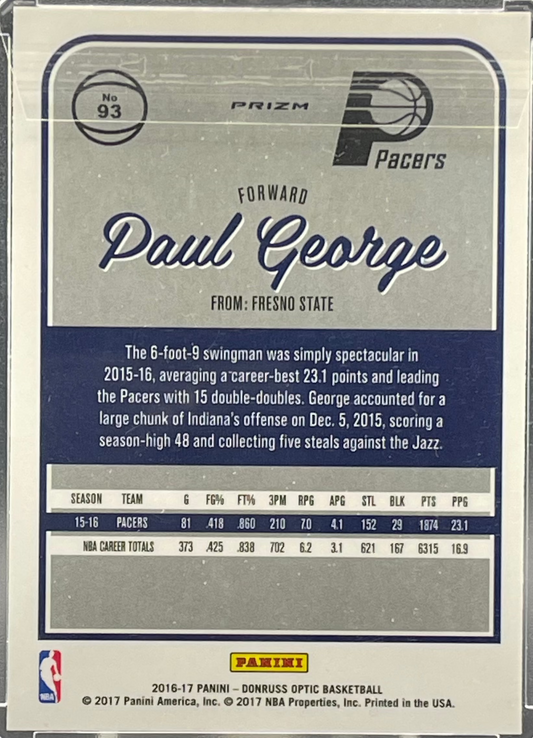 No
93
PRIZM
Pacers
FORWARD
Paul George
FROM: FRESNO STATE
The 6-foot-9 swingman was simply spectacular in
2015-16, averaging a career-best 23.1 points and leading
the Pacers with 15 double-doubles. George accounted for a
large chunk of Indiana's offense on Dec. 5, 2015, scoring a
season-high 48 and collecting five steals against the Jazz.
SEASON TEAM G FG% FT% 3PM RPG APG STL BLK PTS PPG
15-16 PACERS 81 .418 .860 210 7.0 4.1 152 29 1874 23.1
NBA CAREER TOTALS 373 .425 .838 702 6.2 3.1 621 167 6315 16.9
NBA
PANINI
2016-17 PANINI – DONRUSS OPTIC BASKETBALL
© 2017 Panini America, Inc. © 2017 NBA Properties, Inc. Printed in the USA.